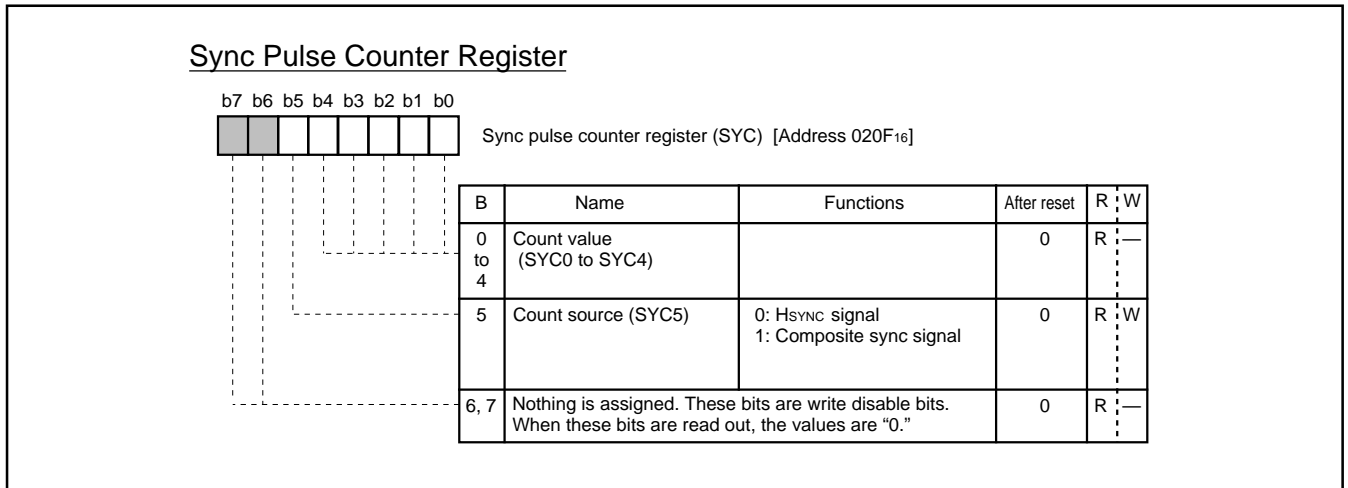 Sync Pulse Counter Register
b7 b6 b5 b4 b3 b2 b1 b0
Sync pulse counter register (SYC) [Address 020F16]
B Name Functions After reset R W
0 to 4 Count value (SYC0 to SYC4) 0 R —
5 Count source (SYC5) 0: HSYNC signal 0 R W
1: Composite sync signal
6, 7 Nothing is assigned. These bits are write disable bits. 0 R —
When these bits are read out, the values are “0.”